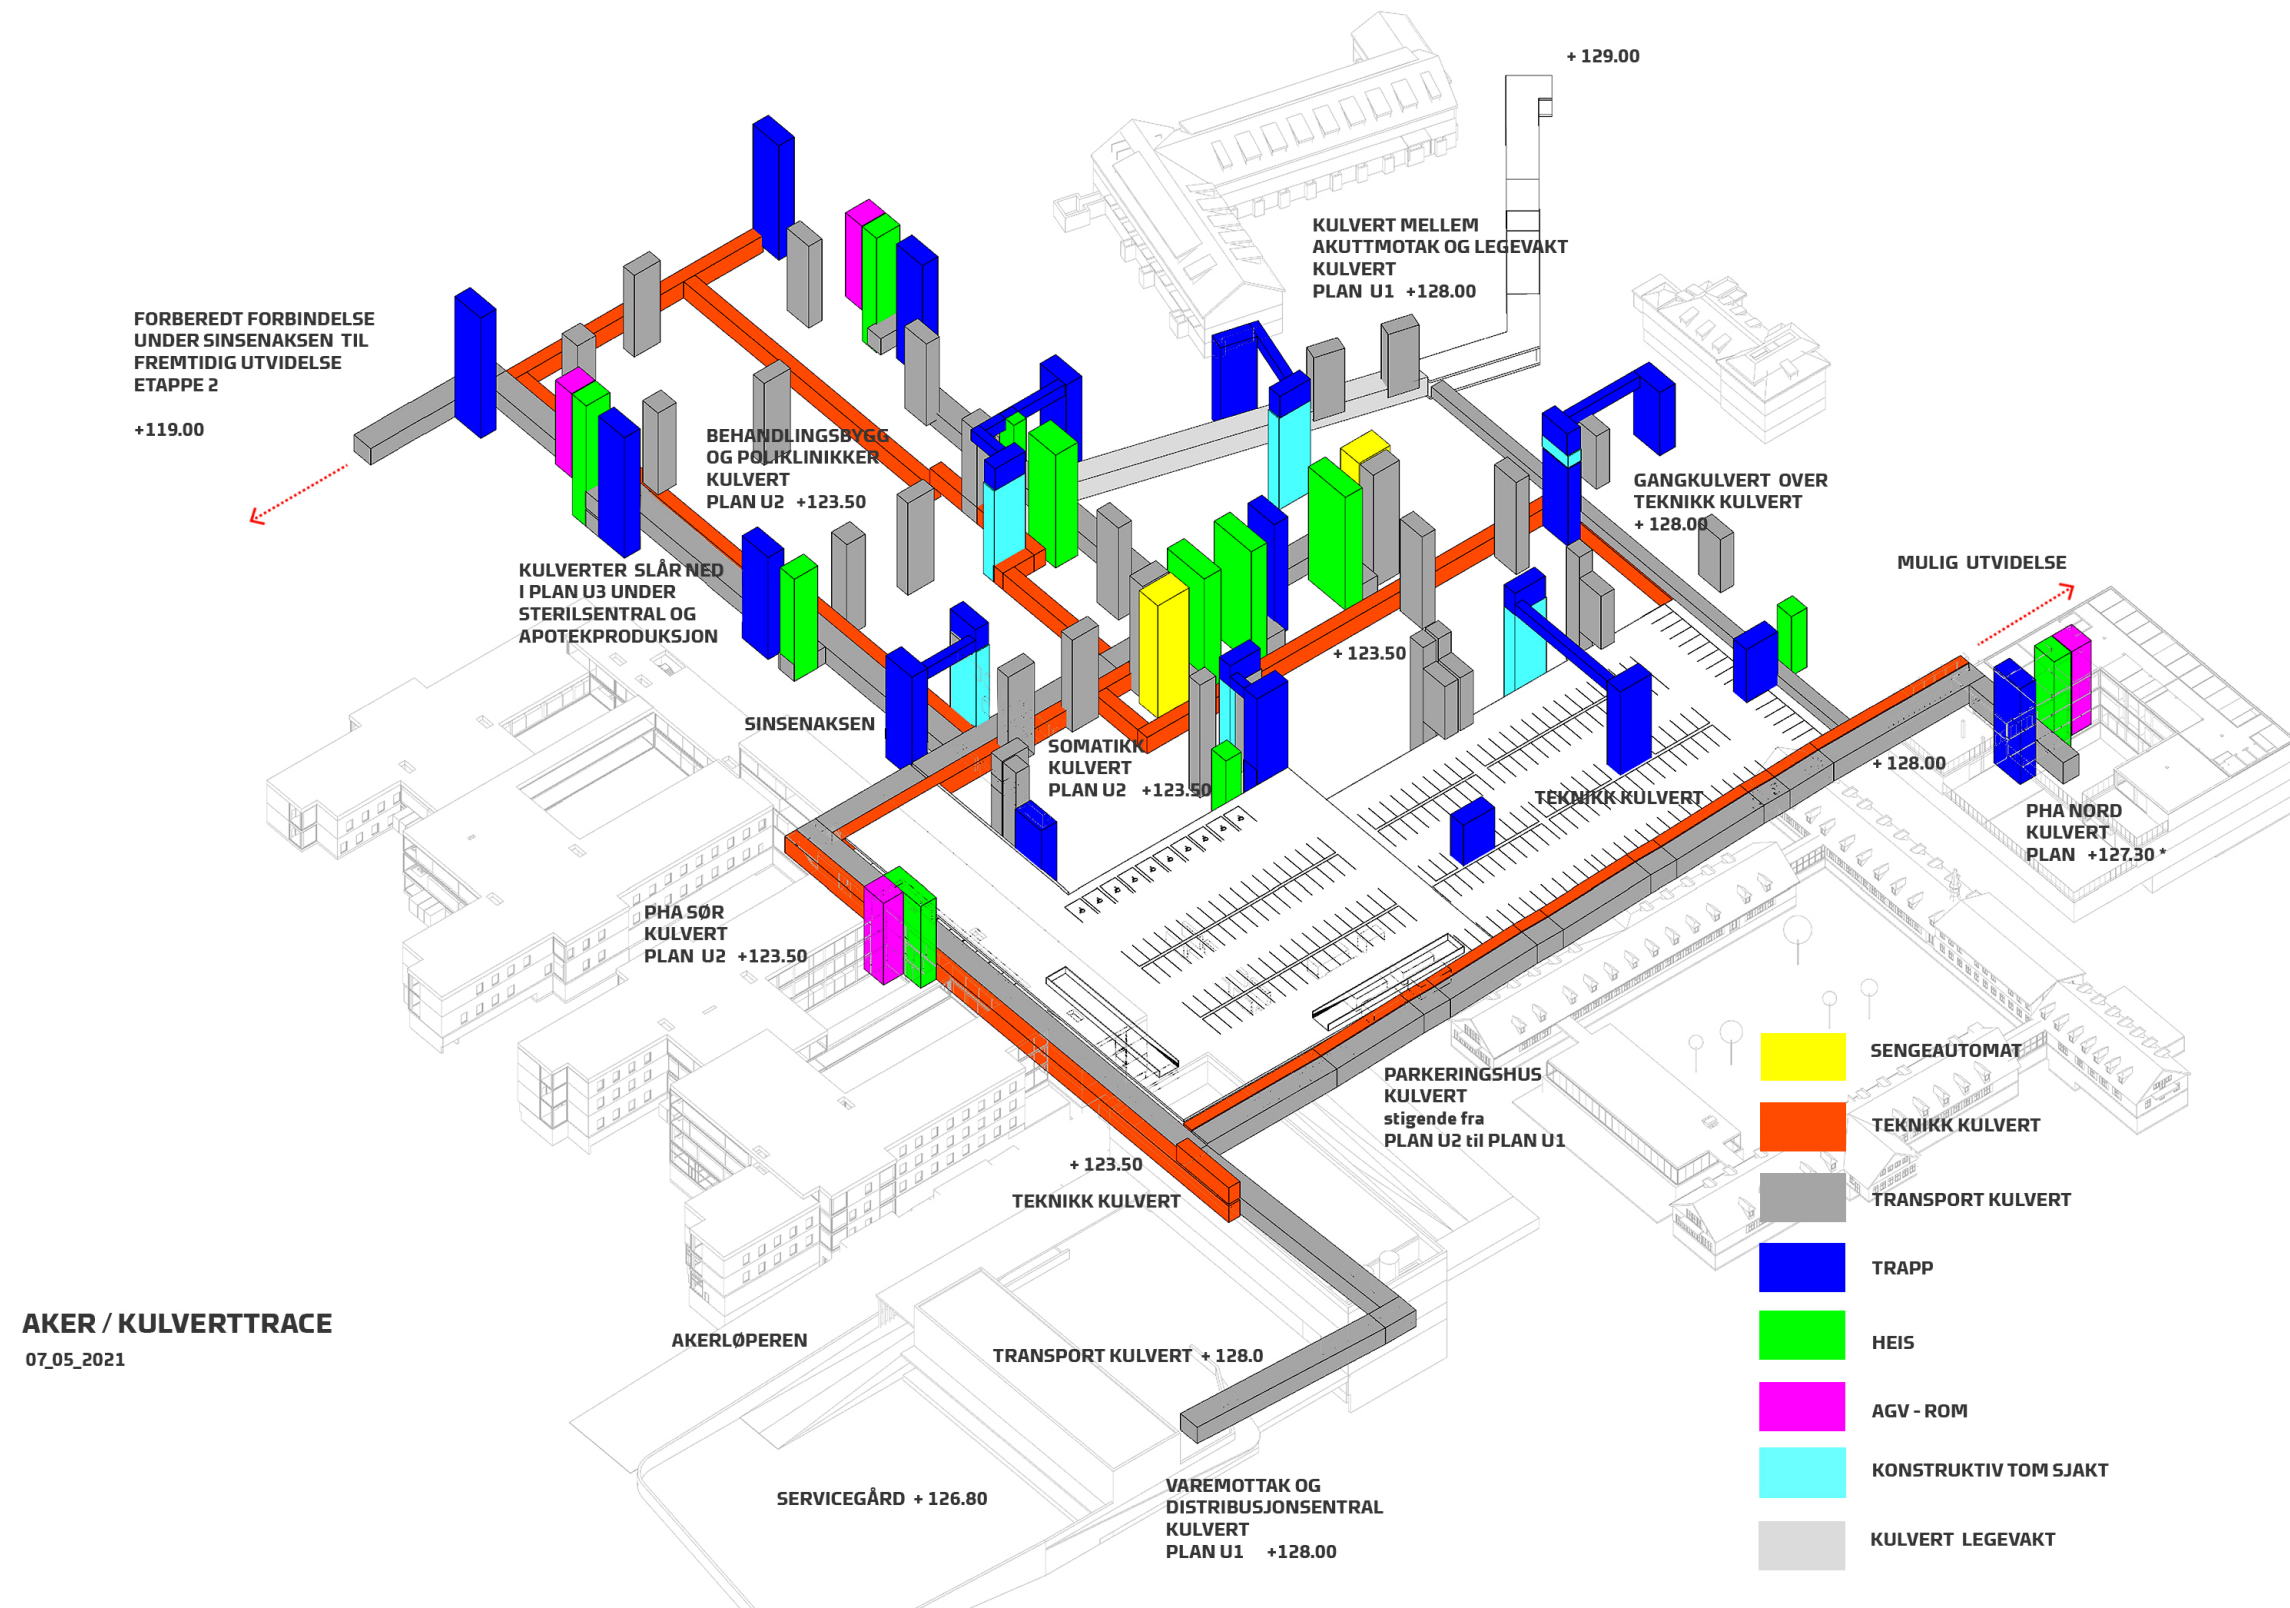 + 129.00
KULVERT MELLEM
AKUTTMOTAK OG LEGEVAKT
KULVERT
PLAN U1 +128.00
FORBEREDT FORBINDELSE
UNDER SINSENAKSEN TIL
FREMTIDIG UTVIDELSE
ETAPPE 2
+119.00
BEHANDLINGSBYGG
OG POLIKLINIKKER
KULVERT
PLAN U2 +123.50
GANGKULVERT OVER
TEKNIKK KULVERT
+ 128.00
MULIG UTVIDELSE
KULVERTER SLÅR NED
I PLAN U3 UNDER
STERILSENTRAL OG
APOTEKPRODUKSJON
+ 123.50
SINSENAKSEN
SOMATIKK
KULVERT
PLAN U2 +123.50
+ 128.00
TEKNIKK KULVERT
PHA NORD
KULVERT
PLAN +127.30 *
PHA SØR
KULVERT
PLAN U2 +123.50
PARKERINGSHUS
KULVERT
stigende fra
PLAN U2 til PLAN U1
+ 123.50
TEKNIKK KULVERT
SENGEAUTOMAT
TEKNIKK KULVERT
TRANSPORT KULVERT
TRAPP
HEIS
AGV - ROM
KONSTRUKTIV TOM SJAKT
KULVERT LEGEVAKT
AKER / KULVERTTRACE
07_05_2021
AKERLØPEREN
TRANSPORT KULVERT + 128.0
SERVICEGÅRD + 126.80
VAREMOTTAK OG
DISTRIBUSJONSENTRAL
KULVERT
PLAN U1 +128.00